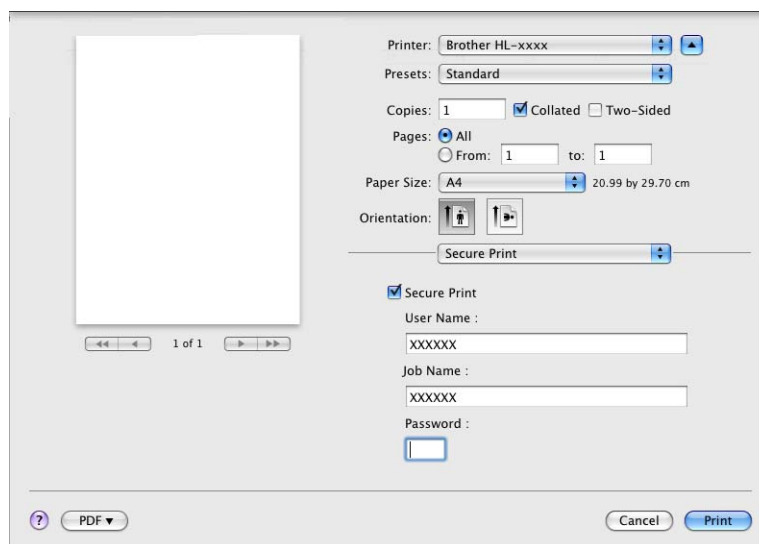 Printer: Brother HL-xxxx
Presets: Standard
Copies: 1 Collated Two-Sided
Pages: All
From: 1 to: 1
Paper Size: A4 20.99 by 29.70 cm
Orientation:
Secure Print
Secure Print
User Name :
XXXXXX
Job Name :
XXXXXX
Password :
1 of 1
? PDF▼ Cancel Print